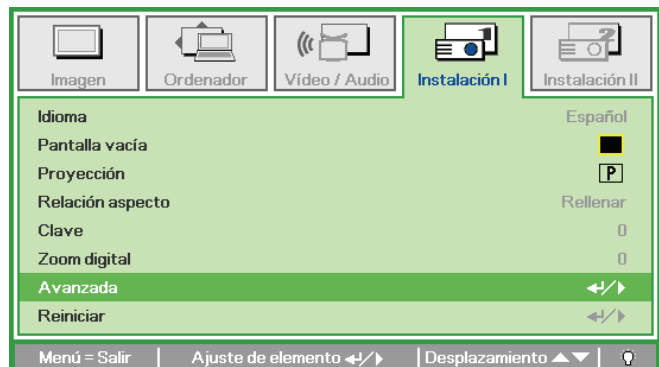 Imagen
Ordenador
Vídeo / Audio
Instalación I
Instalación II
Idioma Español
Pantalla vacía
Proyección P
Relación aspecto Rellenar
Clave 0
Zoom digital 0
Avanzada
Reiniciar
Menú = Salir | Ajuste de elemento ↵/▶ | Desplazamiento ▲▼ |